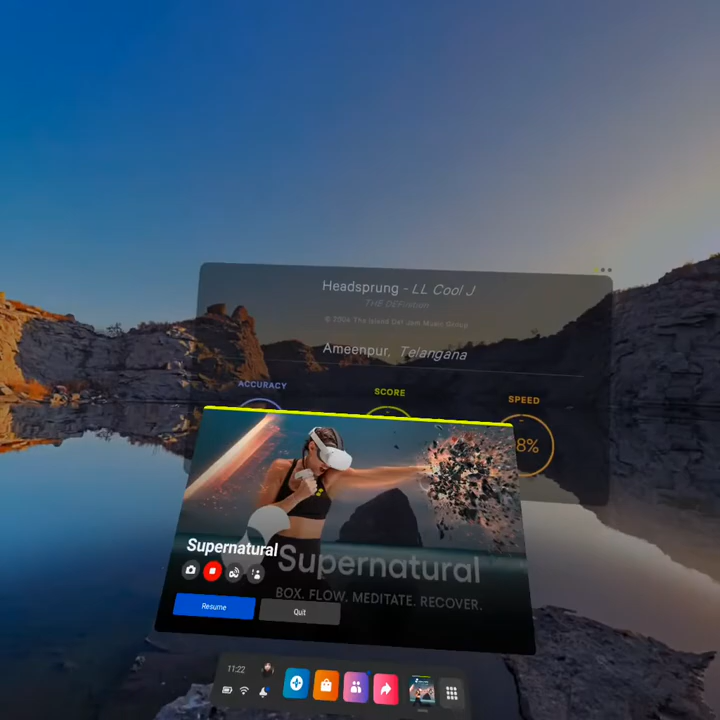 Headsprung - LL Cool J
THE DEFinition
© 2004 The Island Def Jam Music Group
Ameenpur, Telangana
ACCURACY
SCORE
SPEED
8%
Supernatural
Supernatural
BOX. FLOW. MEDITATE. RECOVER.
Resume
Quit
11:22